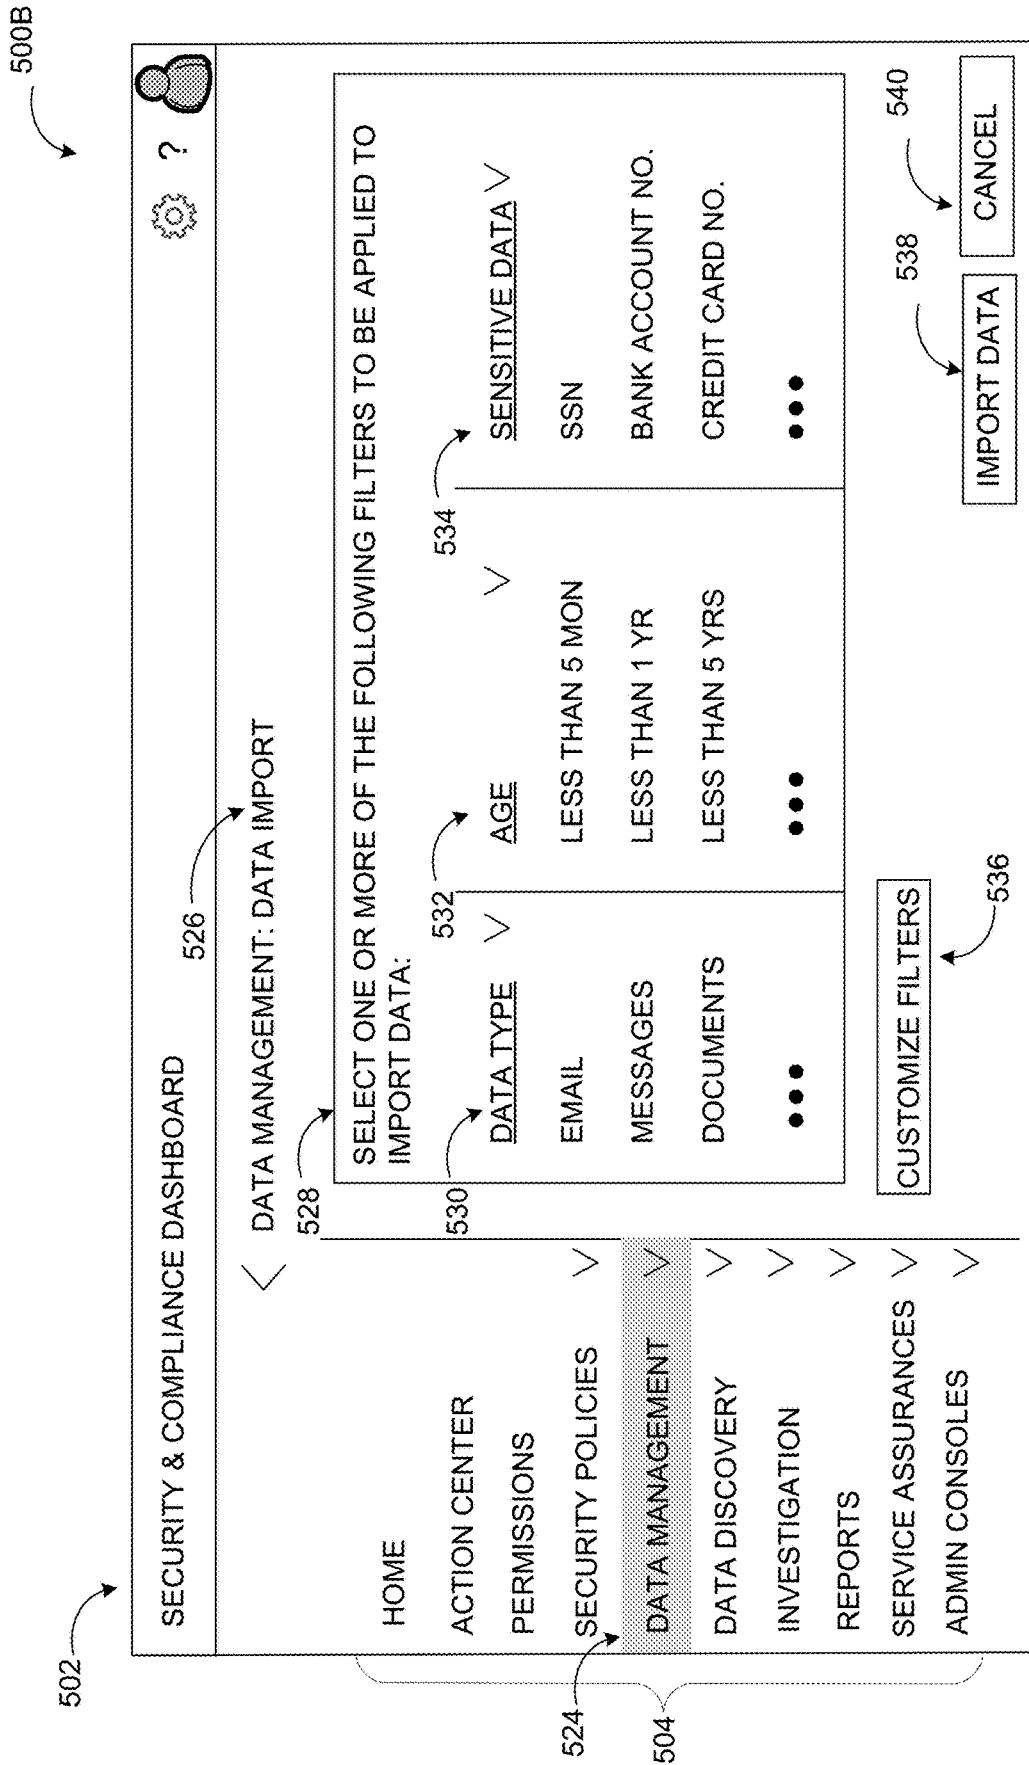 500B
502
SECURITY & COMPLIANCE DASHBOARD
?
526
DATA MANAGEMENT: DATA IMPORT
504
HOME
ACTION CENTER
PERMISSIONS
SECURITY POLICIES
524
DATA MANAGEMENT
DATA DISCOVERY
INVESTIGATION
REPORTS
SERVICE ASSURANCES
ADMIN CONSOLES
528
SELECT ONE OR MORE OF THE FOLLOWING FILTERS TO BE APPLIED TO
IMPORT DATA:
530
DATA TYPE
EMAIL
MESSAGES
DOCUMENTS
532
AGE
LESS THAN 5 MON
LESS THAN 1 YR
LESS THAN 5 YRS
534
SENSITIVE DATA
SSN
BANK ACCOUNT NO.
CREDIT CARD NO.
CUSTOMIZE FILTERS
536
538
IMPORT DATA
540
CANCEL